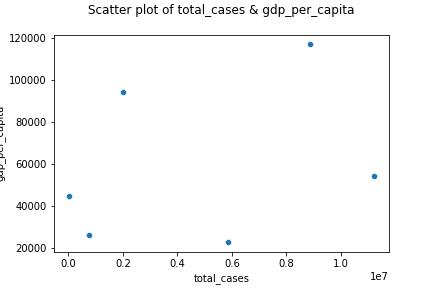 Scatter plot of total_cases & gdp_per_capita
120000
100000
80000
60000
40000
20000
gdp_per_capita
0.0 0.2 0.4 0.6 0.8 1.0
1e7
total_cases